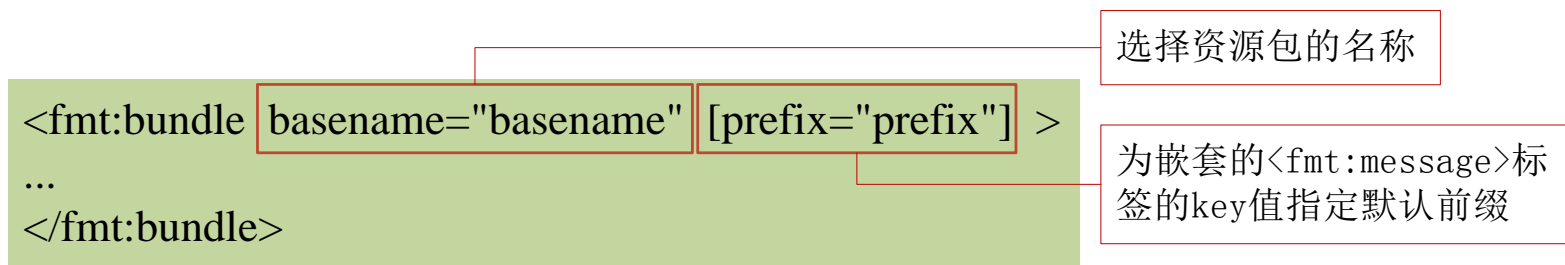 选择资源包的名称
<fmt:bundle basename="basename" [prefix="prefix"] >
...
</fmt:bundle>
为嵌套的<fmt:message>标
签的key值指定默认前缀